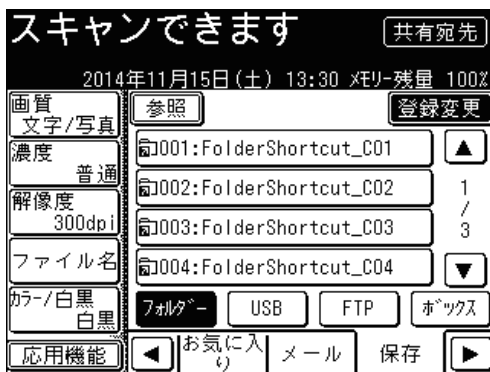 スキャンできます
共有宛先
2014年11月15日(土) 13:30 ﾒﾓﾘｰ残量 100%
画質
文字/写真
濃度
普通
解像度
300dpi
ファイル名
ｶﾗｰ/白黒
白黒
応用機能
参照
登録変更
001:FolderShortcut_C01
002:FolderShortcut_C02
003:FolderShortcut_C03
004:FolderShortcut_C04
1
/
3
ﾌｫﾙﾀﾞｰ
USB
FTP
ﾎﾞｯｸｽ
お気に入
り
メール
保存